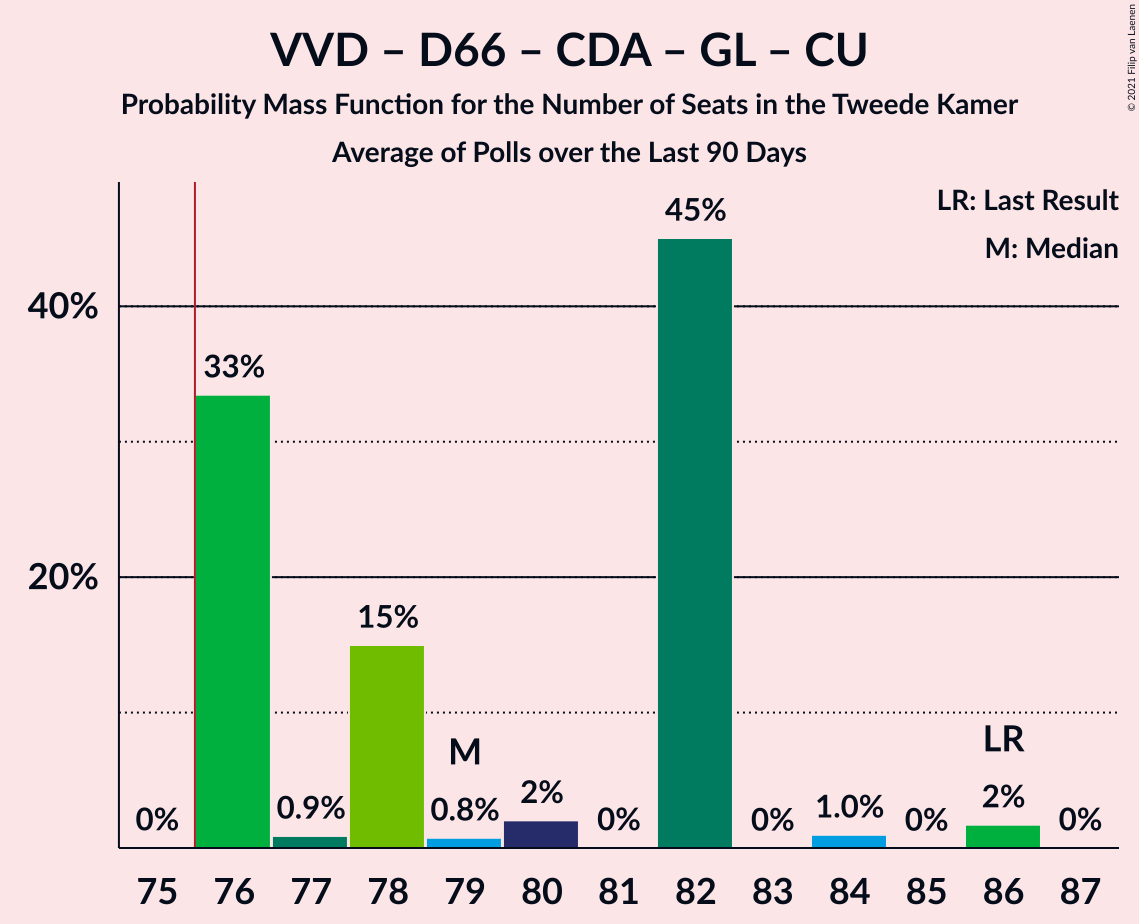 VVD – D66 – CDA – GL – CU
Probability Mass Function for the Number of Seats in the Tweede Kamer
Average of Polls over the Last 90 Days
© 2021 Filip van Laenen
LR: Last Result
M: Median
40%
20%
0%
33%
0.9%
15%
M
0.8%
2%
0%
45%
0%
1.0%
0%
LR
2%
0%
75 76 77 78 79 80 81 82 83 84 85 86 87